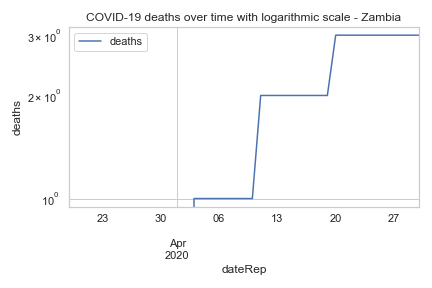 COVID-19 deaths over time with logarithmic scale - Zambia
deaths
3 × 10⁰
2 × 10⁰
10⁰
deaths
23 30 06 13 20 27
Apr
2020
dateRep